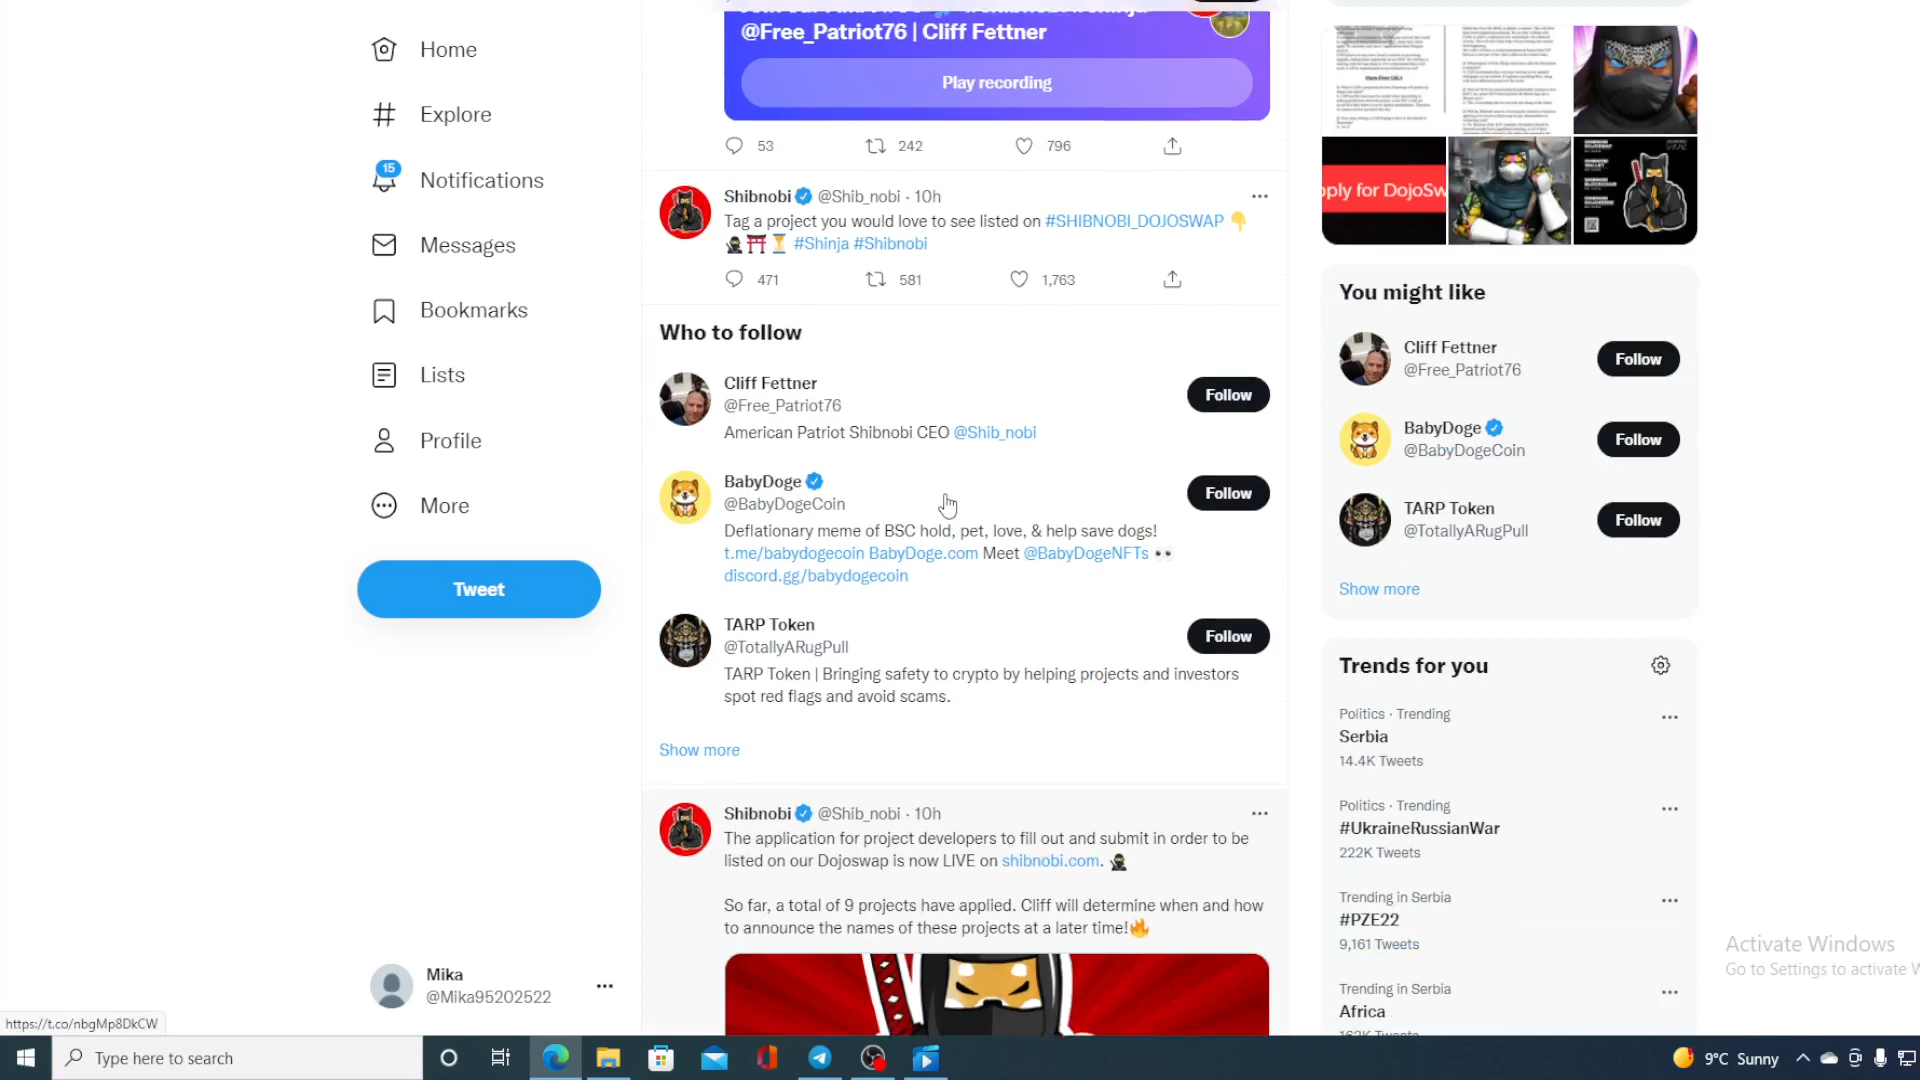 Home
Explore
15
Notifications
Messages
Bookmarks
Lists
Profile
More
Tweet
Mika
@Mika95202522
https://t.co/nbgMp8DkCW
@Free_Patriot76 | Cliff Fettner
Play recording
53 242 796
Shibnobi @Shib_nobi · 10h
Tag a project you would love to see listed on #SHIBNOBI_DOJOSWAP 👇
🥷⛩️⏳ #Shinja #Shibnobi
471 581 1,763
Who to follow
Cliff Fettner
@Free_Patriot76
American Patriot Shibnobi CEO @Shib_nobi
Follow
BabyDoge
@BabyDogeCoin
Deflationary meme of BSC hold, pet, love, & help save dogs!
t.me/babydogecoin BabyDoge.com Meet @BabyDogeNFTs 👀
discord.gg/babydogecoin
Follow
TARP Token
@TotallyARugPull
TARP Token | Bringing safety to crypto by helping projects and investors
spot red flags and avoid scams.
Follow
Show more
Shibnobi @Shib_nobi · 10h
The application for project developers to fill out and submit in order to be
listed on our Dojoswap is now LIVE on shibnobi.com. 🥷
So far, a total of 9 projects have applied. Cliff will determine when and how
to announce the names of these projects at a later time!🔥
pply for DojoSw
You might like
Cliff Fettner
@Free_Patriot76
Follow
BabyDoge
@BabyDogeCoin
Follow
TARP Token
@TotallyARugPull
Follow
Show more
Trends for you
Politics · Trending
Serbia
14.4K Tweets
Politics · Trending
#UkraineRussianWar
222K Tweets
Trending in Serbia
#PZE22
9,161 Tweets
Trending in Serbia
Africa
Activate Windows
Go to Settings to activate W
Type here to search
9°C Sunny